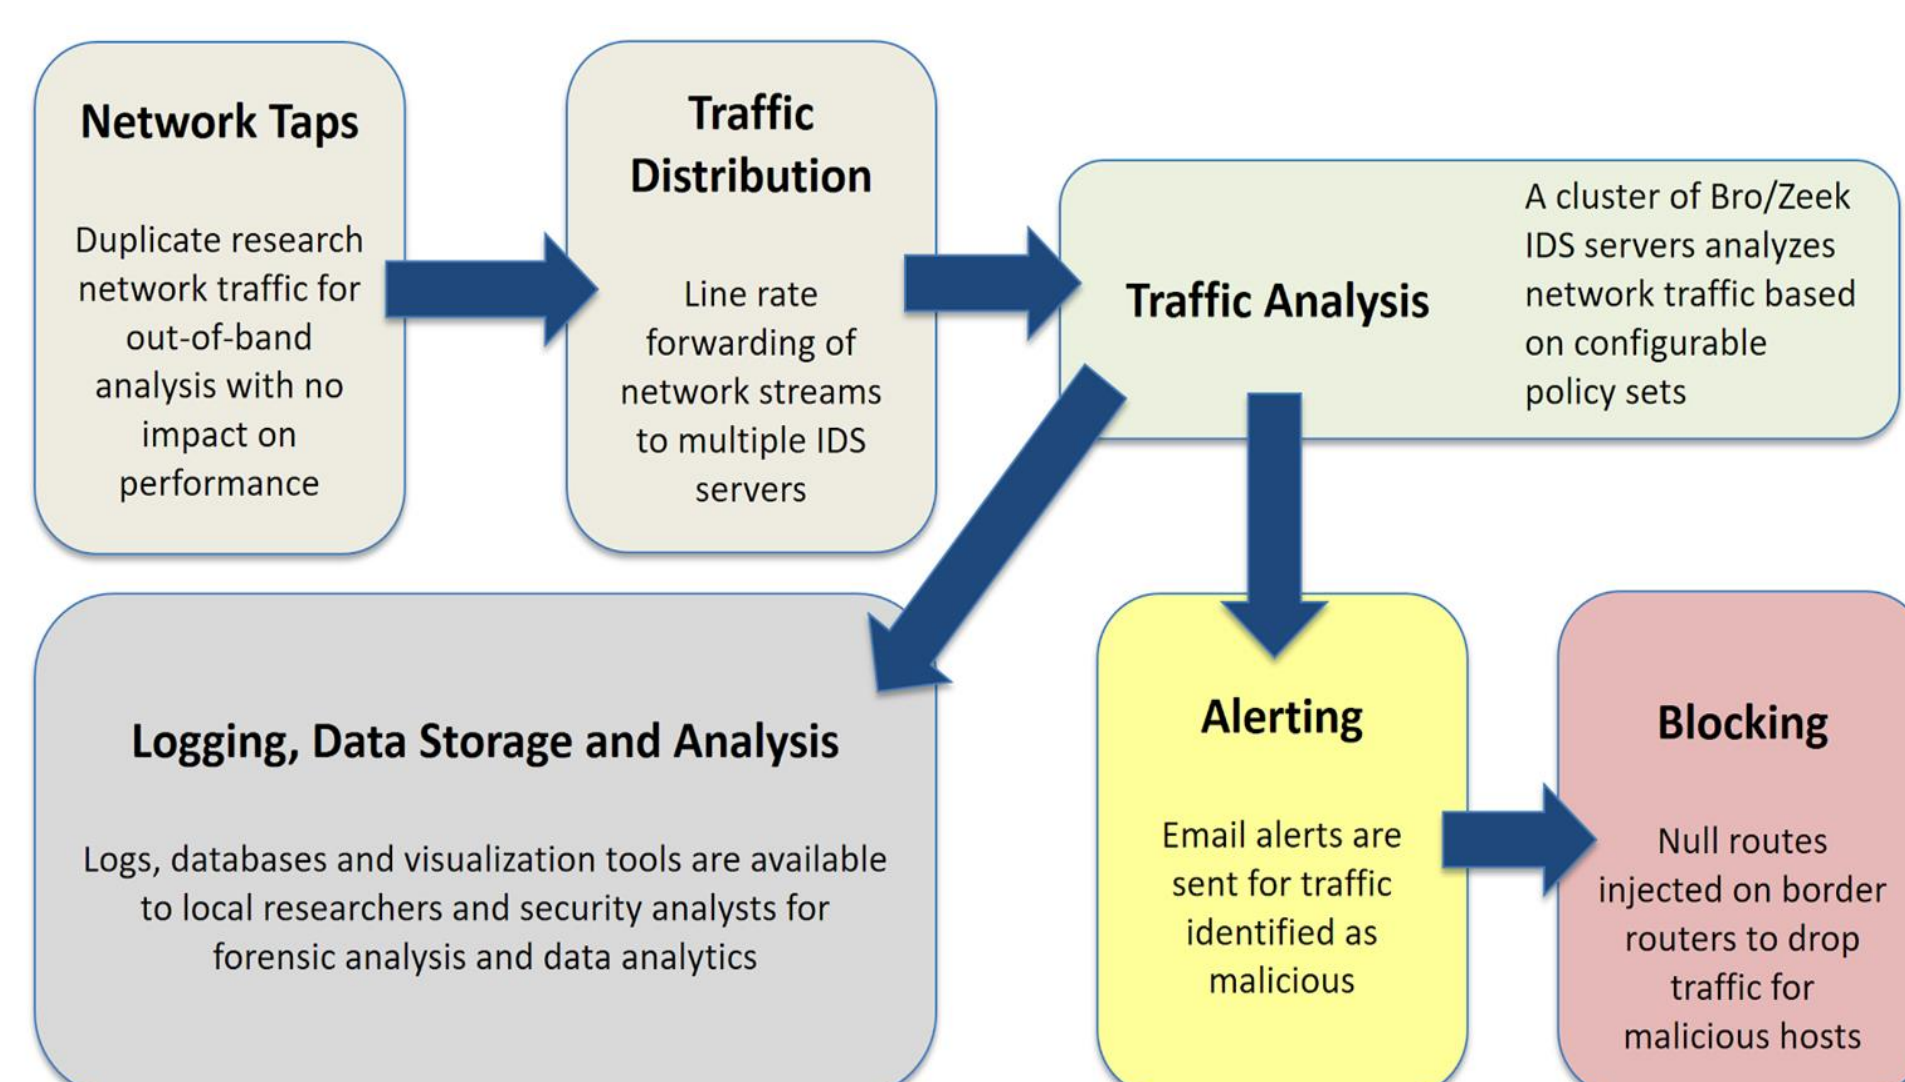 Network Taps
Duplicate research
network traffic for
out-of-band
analysis with no
impact on
performance
Traffic
Distribution
Line rate
forwarding of
network streams
to multiple IDS
servers
Traffic Analysis
A cluster of Bro/Zeek
IDS servers analyzes
network traffic based
on configurable
policy sets
Logging, Data Storage and Analysis
Logs, databases and visualization tools are available
to local researchers and security analysts for
forensic analysis and data analytics
Alerting
Email alerts are
sent for traffic
identified as
malicious
Blocking
Null routes
injected on border
routers to drop
traffic for
malicious hosts